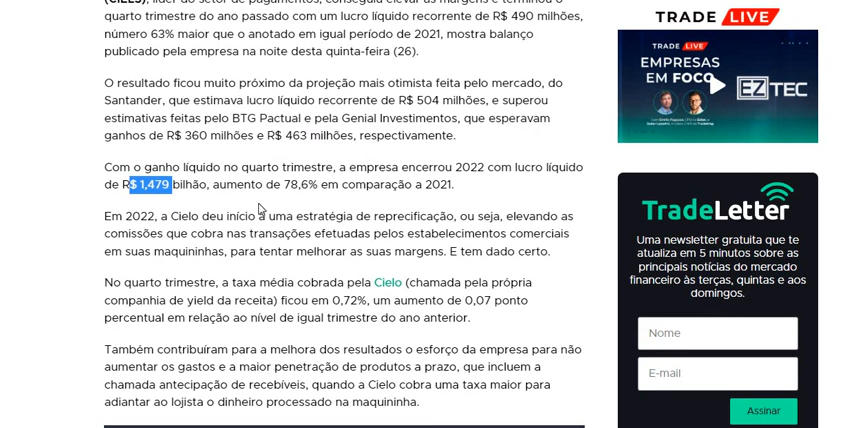 (CIEL3), líder do setor de pagamentos, conseguiu elevar as margens e terminou o
quarto trimestre do ano passado com um lucro líquido recorrente de R$ 490 milhões,
número 63% maior que o anotado em igual período de 2021, mostra balanço
publicado pela empresa na noite desta quinta-feira (26).
O resultado ficou muito próximo da projeção mais otimista feita pelo mercado, do
Santander, que estimava lucro líquido recorrente de R$ 504 milhões, e superou
estimativas feitas pelo BTG Pactual e pela Genial Investimentos, que esperavam
ganhos de R$ 360 milhões e R$ 463 milhões, respectivamente.
Com o ganho líquido no quarto trimestre, a empresa encerrou 2022 com lucro líquido
de R$ 1,479 bilhão, aumento de 78,6% em comparação a 2021.
Em 2022, a Cielo deu início a uma estratégia de reprecificação, ou seja, elevando as
comissões que cobra nas transações efetuadas pelos estabelecimentos comerciais
em suas maquininhas, para tentar melhorar as suas margens. E tem dado certo.
No quarto trimestre, a taxa média cobrada pela Cielo (chamada pela própria
companhia de yield da receita) ficou em 0,72%, um aumento de 0,07 ponto
percentual em relação ao nível de igual trimestre do ano anterior.
Também contribuíram para a melhora dos resultados o esforço da empresa para não
aumentar os gastos e a maior penetração de produtos a prazo, que incluem a
chamada antecipação de recebíveis, quando a Cielo cobra uma taxa maior para
adiantar ao lojista o dinheiro processado na maquininha.
TRADE LIVE
TRADE LIVE
EMPRESAS
EM FOCO
EZTEC
TradeLetter
Uma newsletter gratuita que te
atualiza em 5 minutos sobre as
principais notícias do mercado
financeiro às terças, quintas e aos
domingos.
Nome
E-mail
Assinar